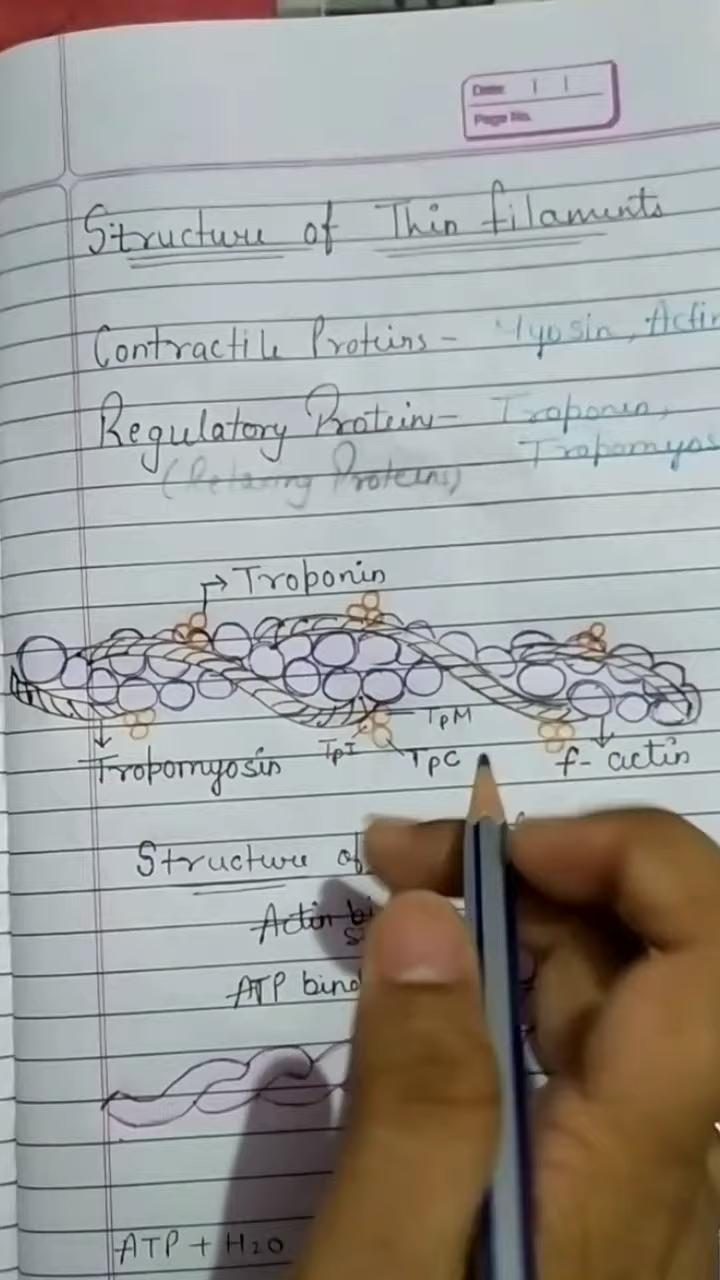 Date
Page No.
Structure of Thin filaments
Contractile Proteins - Myosin, Actin
Regulatory Protein - Troponin,
Tropomyos
(Relaxing Proteins)
Troponin
TpM
TpI
TpC
Tropomyosin
f- actin
Structure of
Actin bi
s
ATP bind
ATP + H2O